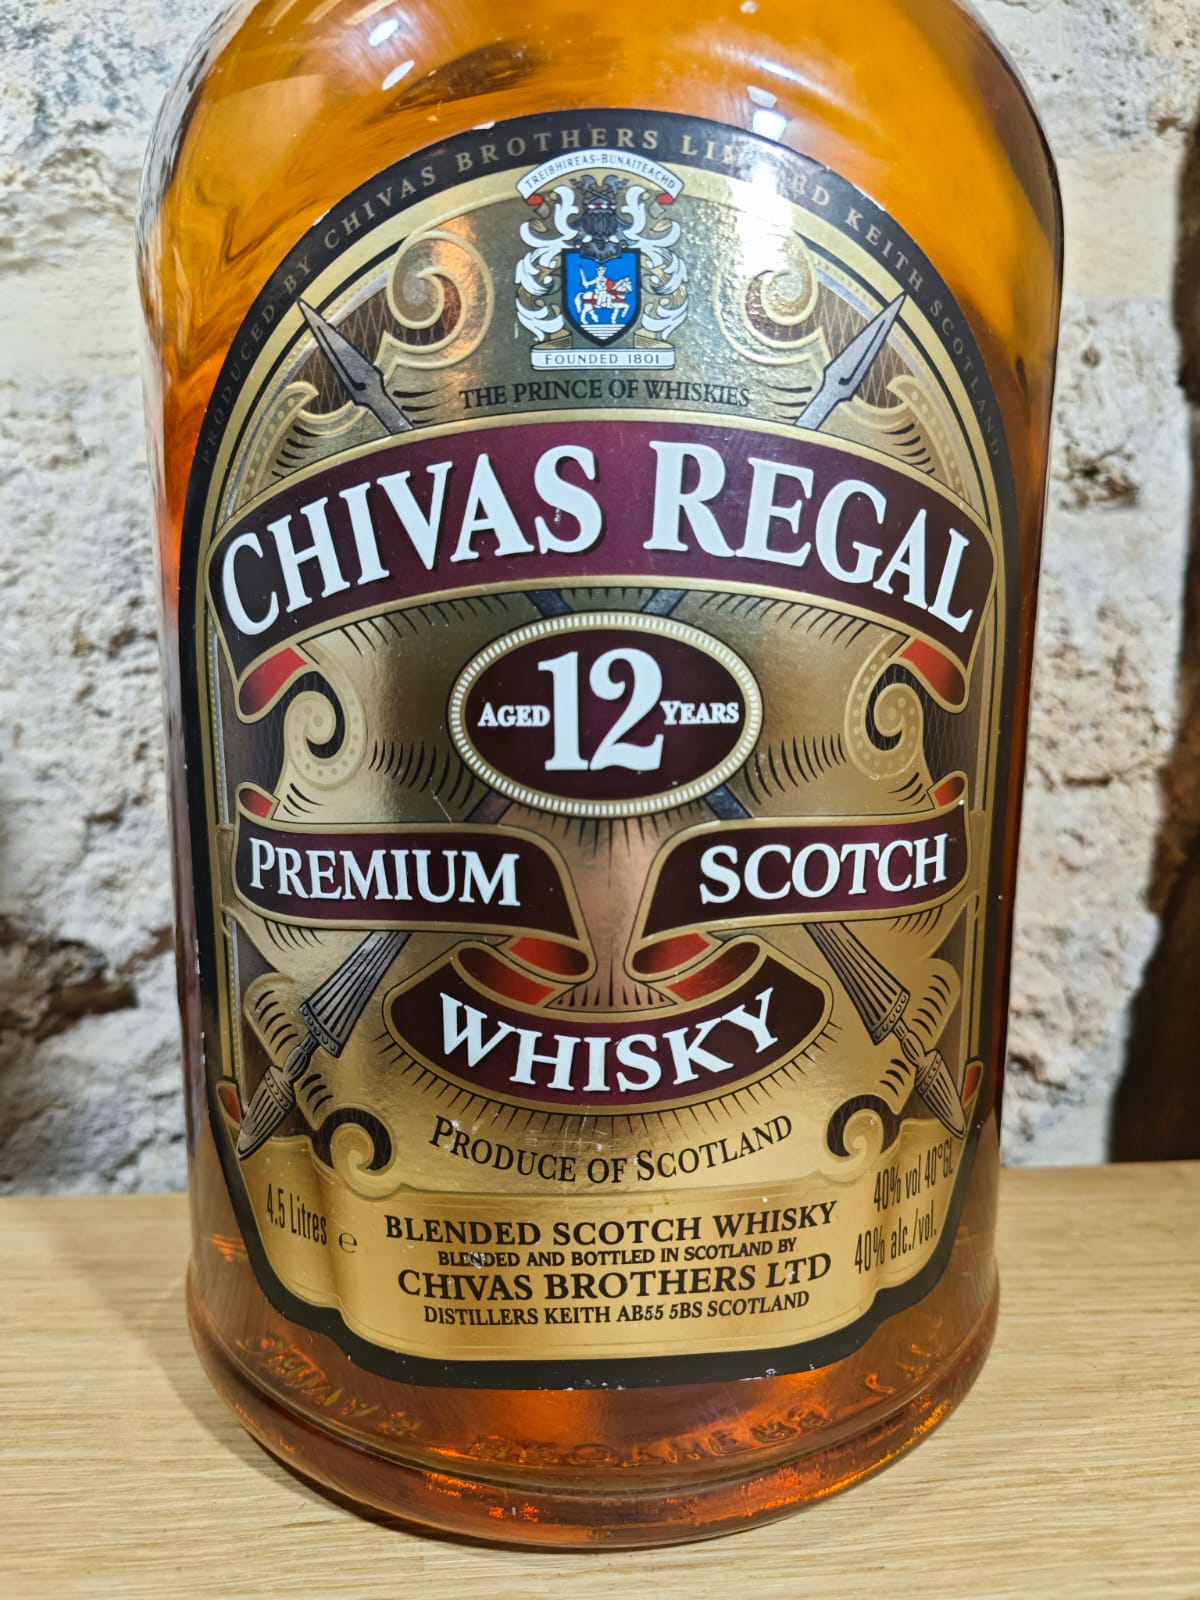 PRODUCED BY CHIVAS BROTHERS KEITH SCOTLAND
TREIBHIREAS-BUNAITEACHD
FOUNDED 1801
THE PRINCE OF WHISKIES
CHIVAS REGAL
AGED 12 YEARS
PREMIUM SCOTCH
WHISKY
PRODUCE OF SCOTLAND
4.5 Litres e
40% vol 40°GL
40% alc./vol.
BLENDED SCOTCH WHISKY
BLENDED AND BOTTLED IN SCOTLAND BY
CHIVAS BROTHERS LTD
DISTILLERS KEITH AB55 5BS SCOTLAND